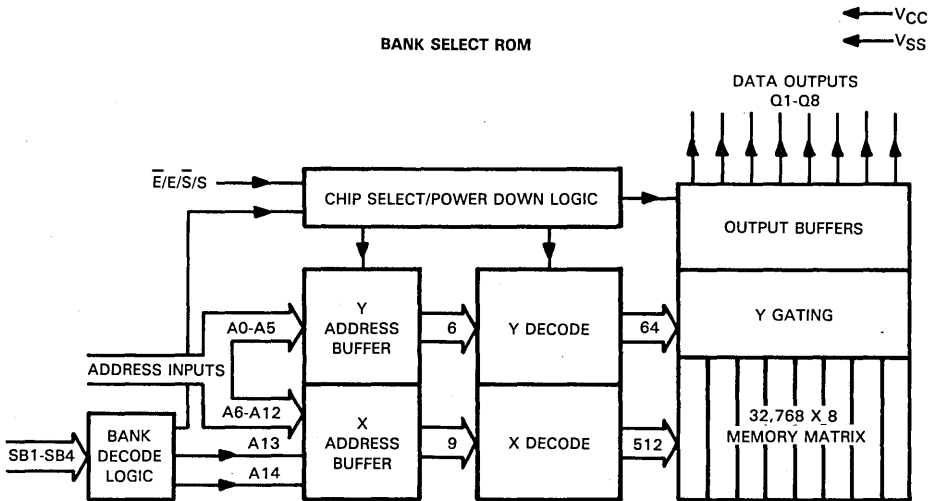 VCC
VSS
BANK SELECT ROM
DATA OUTPUTS
Q1-Q8
E̅/E/S̅/S
CHIP SELECT/POWER DOWN LOGIC
OUTPUT BUFFERS
Y
ADDRESS
BUFFER
Y DECODE
Y GATING
A0-A5
6
64
ADDRESS INPUTS
A6-A12
X
ADDRESS
BUFFER
X DECODE
32,768 X 8
MEMORY MATRIX
9
512
SB1-SB4
BANK
DECODE
LOGIC
A13
A14